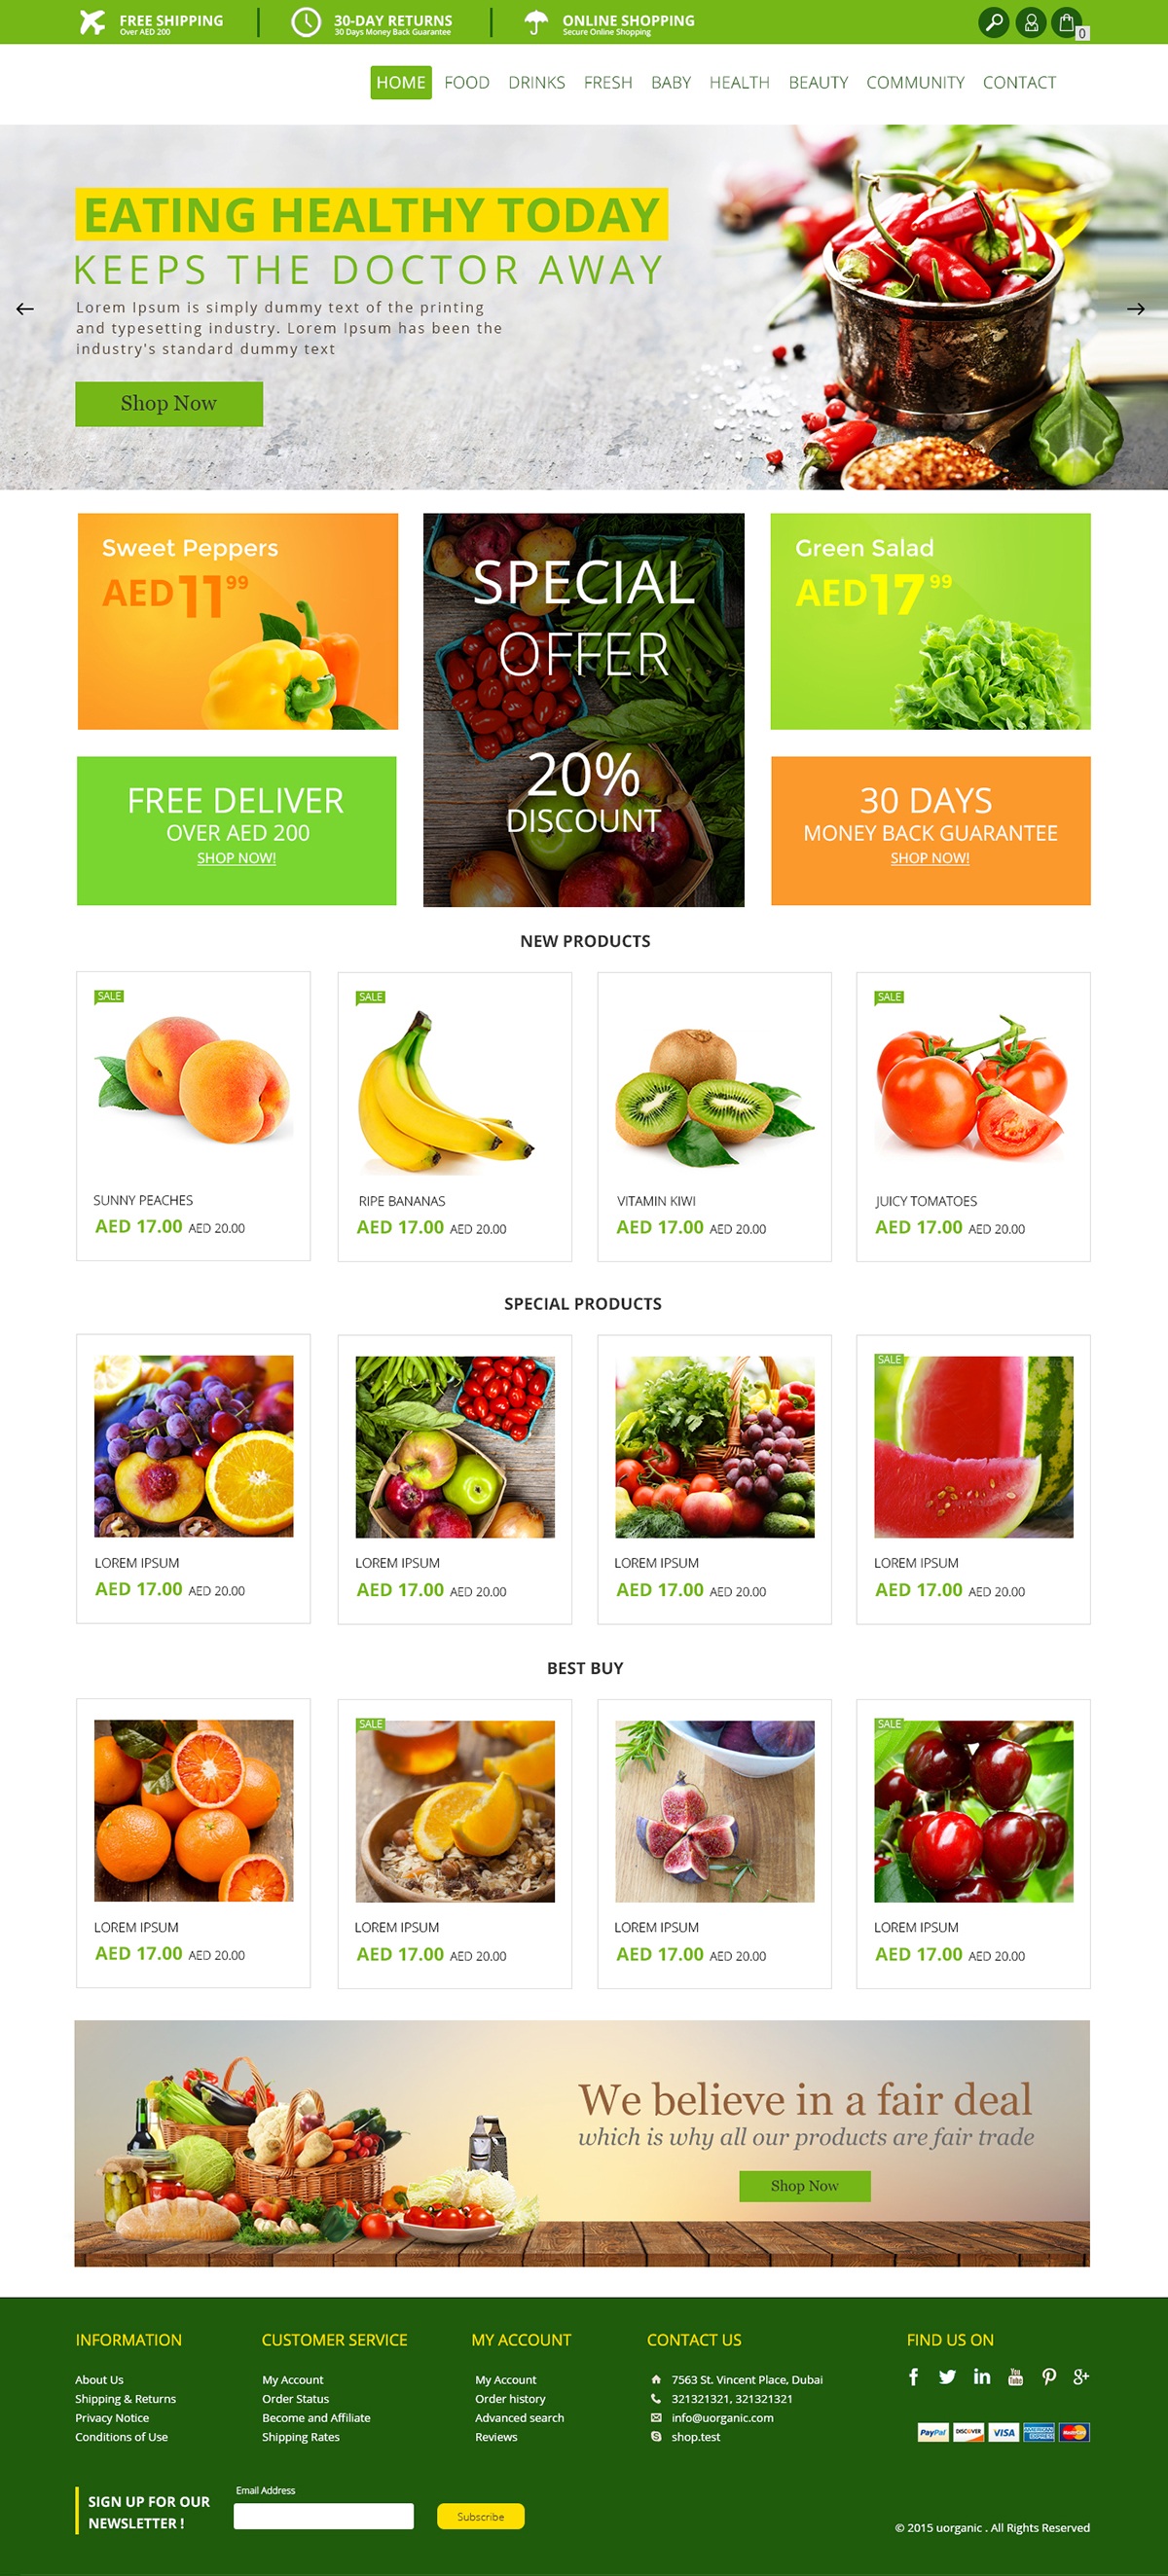 FREE SHIPPING
Over AED 200
30-DAY RETURNS
30 Days Money Back Guarantee
ONLINE SHOPPING
Secure Online Shopping
0
HOME FOOD DRINKS FRESH BABY HEALTH BEAUTY COMMUNITY CONTACT
EATING HEALTHY TODAY
KEEPS THE DOCTOR AWAY
Lorem Ipsum is simply dummy text of the printing
and typesetting industry. Lorem Ipsum has been the
industry's standard dummy text
Shop Now
Sweet Peppers
AED 11 99
SPECIAL
OFFER
20%
DISCOUNT
Green Salad
AED 17 99
FREE DELIVER
OVER AED 200
SHOP NOW!
30 DAYS
MONEY BACK GUARANTEE
SHOP NOW!
NEW PRODUCTS
SALE
SUNNY PEACHES
AED 17.00 AED 20.00
SALE
RIPE BANANAS
AED 17.00 AED 20.00
VITAMIN KIWI
AED 17.00 AED 20.00
SALE
JUICY TOMATOES
AED 17.00 AED 20.00
SPECIAL PRODUCTS
LOREM IPSUM
AED 17.00 AED 20.00
LOREM IPSUM
AED 17.00 AED 20.00
LOREM IPSUM
AED 17.00 AED 20.00
SALE
LOREM IPSUM
AED 17.00 AED 20.00
BEST BUY
LOREM IPSUM
AED 17.00 AED 20.00
SALE
LOREM IPSUM
AED 17.00 AED 20.00
LOREM IPSUM
AED 17.00 AED 20.00
SALE
LOREM IPSUM
AED 17.00 AED 20.00
We believe in a fair deal
which is why all our products are fair trade
Shop Now
INFORMATION
About Us
Shipping & Returns
Privacy Notice
Conditions of Use
CUSTOMER SERVICE
My Account
Order Status
Become and Affiliate
Shipping Rates
MY ACCOUNT
My Account
Order history
Advanced search
Reviews
CONTACT US
7563 St. Vincent Place, Dubai
321321321, 321321321
info@uorganic.com
shop.test
FIND US ON
You Tube
PayPal DISCOVER VISA AMERICAN EXPRESS MasterCard
SIGN UP FOR OUR
NEWSLETTER !
Email Address
Subscribe
© 2015 uorganic . All Rights Reserved